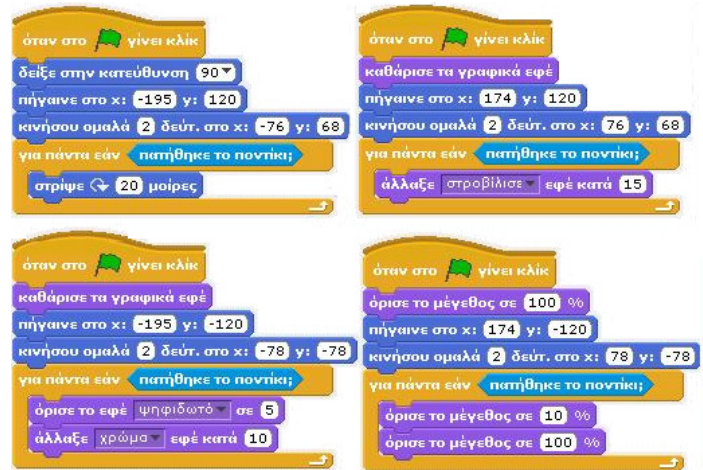 όταν στο γίνει κλικ
δείξε στην κατεύθυνση 90
πήγαινε στο x: -195 y: 120
κινήσου ομαλά 2 δεύτ. στο x: -76 y: 68
για πάντα εάν πατήθηκε το ποντίκι;
στρίψε 20 μοίρες
όταν στο γίνει κλικ
καθάρισε τα γραφικά εφέ
πήγαινε στο x: 174 y: 120
κινήσου ομαλά 2 δεύτ. στο x: 76 y: 68
για πάντα εάν πατήθηκε το ποντίκι;
άλλαξε στροβίλισε εφέ κατά 15
όταν στο γίνει κλικ
καθάρισε τα γραφικά εφέ
πήγαινε στο x: -195 y: -120
κινήσου ομαλά 2 δεύτ. στο x: -78 y: -78
για πάντα εάν πατήθηκε το ποντίκι;
όρισε το εφέ ψηφιδωτό σε 5
άλλαξε χρώμα εφέ κατά 10
όταν στο γίνει κλικ
όρισε το μέγεθος σε 100 %
πήγαινε στο x: 174 y: -120
κινήσου ομαλά 2 δεύτ. στο x: 78 y: -78
για πάντα εάν πατήθηκε το ποντίκι;
όρισε το μέγεθος σε 10 %
όρισε το μέγεθος σε 100 %